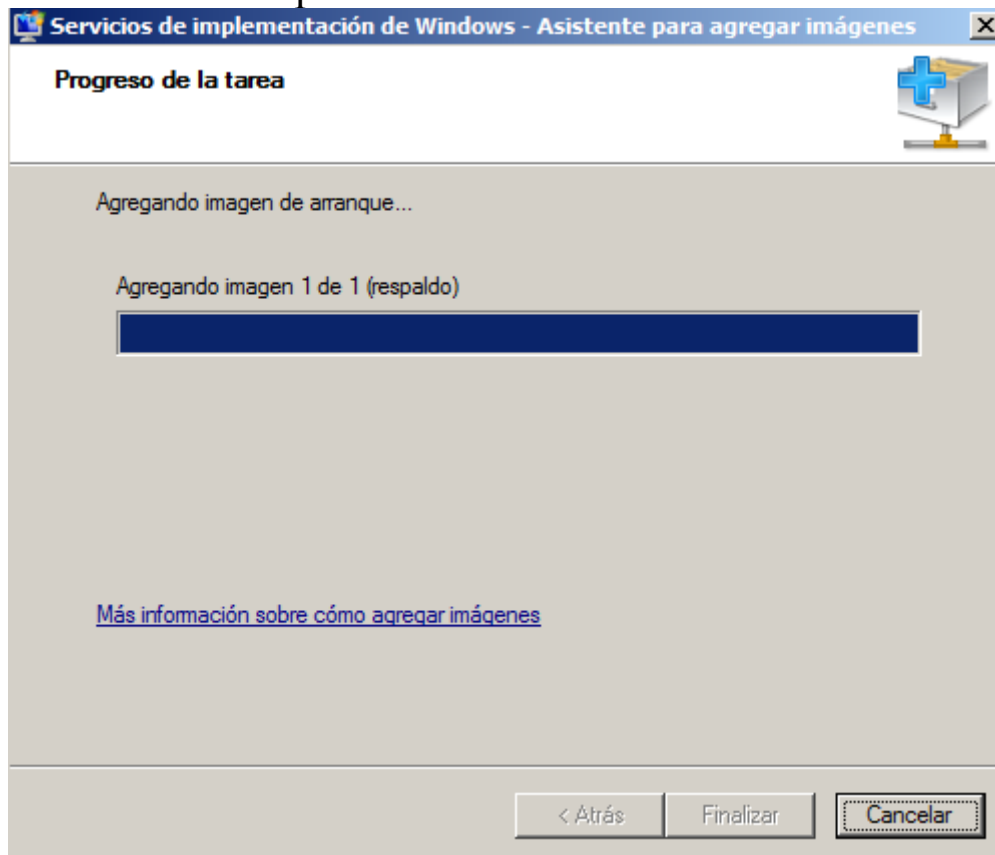 Servicios de implementación de Windows - Asistente para agregar imágenes
Progreso de la tarea
Agregando imagen de arranque...
Agregando imagen 1 de 1 (respaldo)
Más información sobre cómo agregar imágenes
< Atrás Finalizar Cancelar